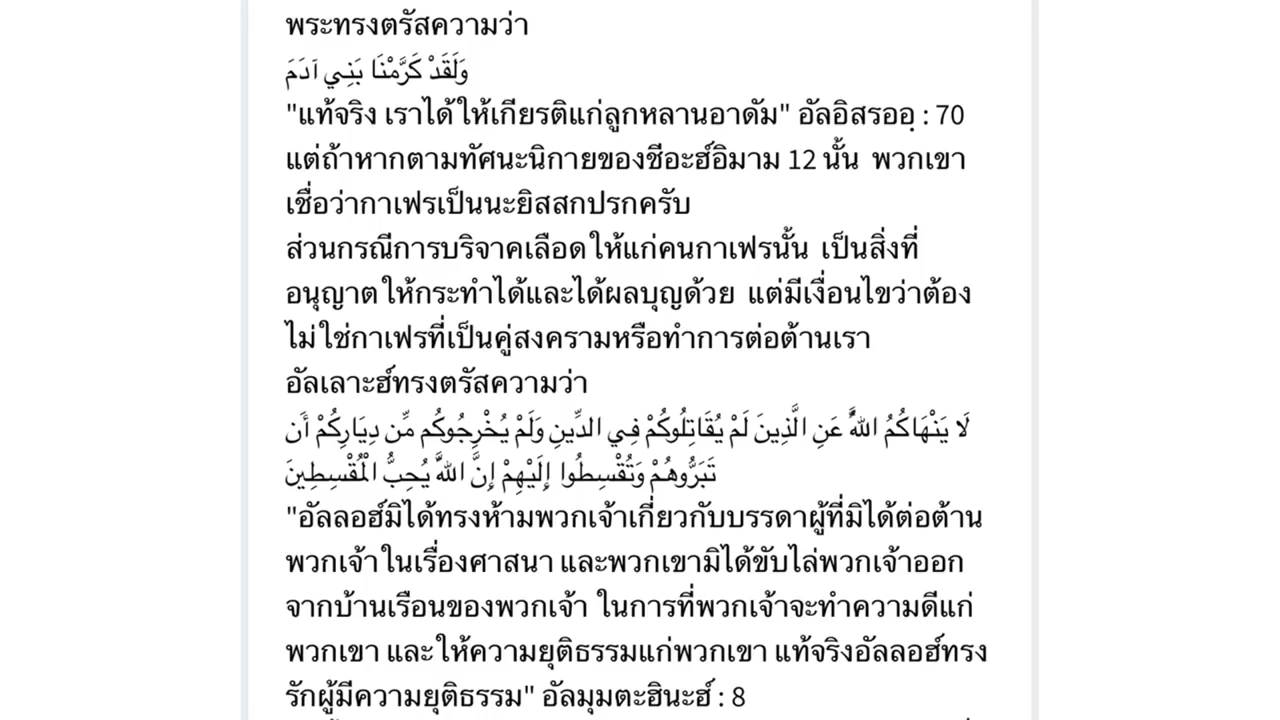 พระทรงตรัสความว่า
وَلَقَدْ كَرَّمْنَا بَنِي آدَمَ
"แท้จริง เราได้ให้เกียรติแก่ลูกหลานอาดัม" อัลอิสรออฺ : 70
แต่ถ้าหากตามทัศนะนิกายของชีอะฮ์อิมาม 12 นั้น พวกเขา
เชื่อว่ากาเฟรเป็นนะยิสสกปรกครับ
ส่วนกรณีการบริจาคเลือดให้แก่คนกาเฟรนั้น เป็นสิ่งที่
อนุญาตให้กระทำได้และได้ผลบุญด้วย แต่มีเงื่อนไขว่าต้อง
ไม่ใช่กาเฟรที่เป็นคู่สงครามหรือทำการต่อต้านเรา
อัลเลาะฮ์ทรงตรัสความว่า
لَا يَنْهَاكُمُ اللَّهُ عَنِ الَّذِينَ لَمْ يُقَاتِلُوكُمْ فِي الدِّينِ وَلَمْ يُخْرِجُوكُم مِّن دِيَارِكُمْ أَن
تَبَرُّوهُمْ وَتُقْسِطُوا إِلَيْهِمْ إِنَّ اللَّهَ يُحِبُّ الْمُقْسِطِينَ
"อัลลอฮ์มิได้ทรงห้ามพวกเจ้าเกี่ยวกับบรรดาผู้ที่มิได้ต่อต้าน
พวกเจ้าในเรื่องศาสนา และพวกเขามิได้ขับไล่พวกเจ้าออก
จากบ้านเรือนของพวกเจ้า ในการที่พวกเจ้าจะทำความดีแก่
พวกเขา และให้ความยุติธรรมแก่พวกเขา แท้จริงอัลลอฮ์ทรง
รักผู้มีความยุติธรรม" อัลมุมตะฮินะฮ์ : 8